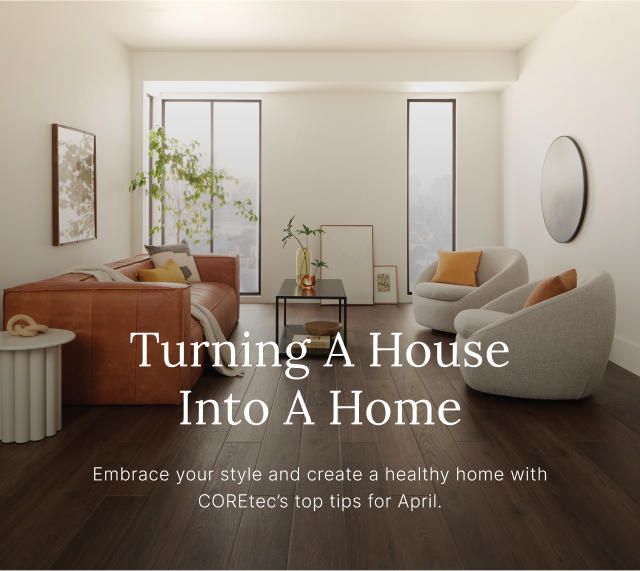 Turning A House
Into A Home
Embrace your style and create a healthy home with
COREtec’s top tips for April.